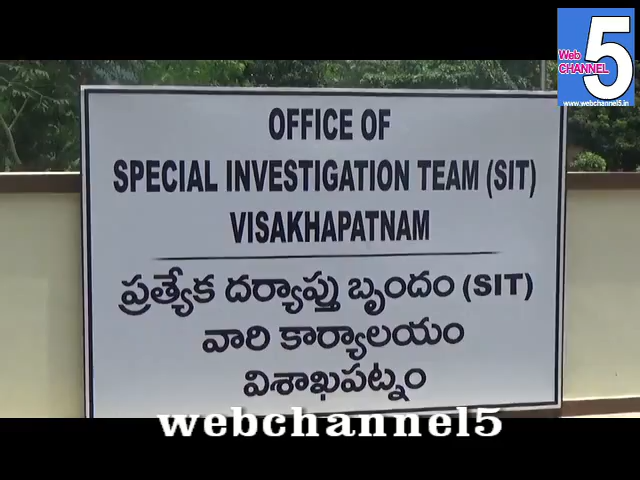 Web
CHANNEL
5
www.webchannel5.in
OFFICE OF
SPECIAL INVESTIGATION TEAM (SIT)
VISAKHAPATNAM
ప్రత్యేక దర్యాప్తు బృందం (SIT)
వారి కార్యాలయం
విశాఖపట్నం
webchannel5